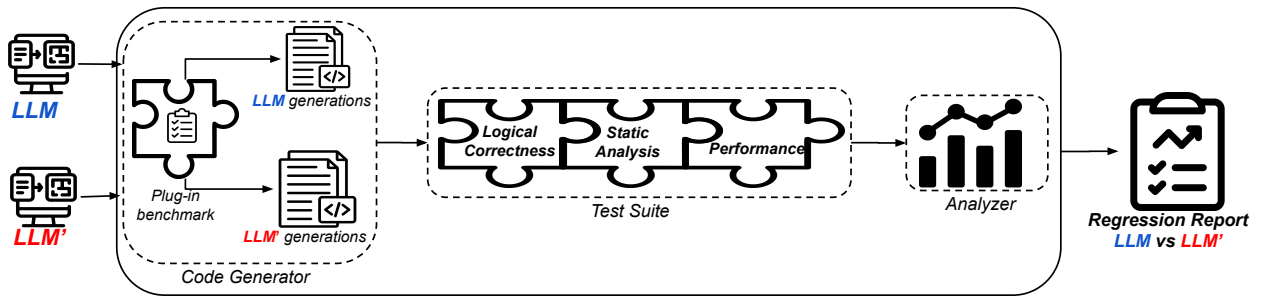 LLM
LLM’
Plug-in
benchmark
</>
LLM generations
</>
LLM’ generations
Code Generator
Logical
Correctness
Static
Analysis
Performance
Test Suite
Analyzer
Regression Report
LLM vs LLM’